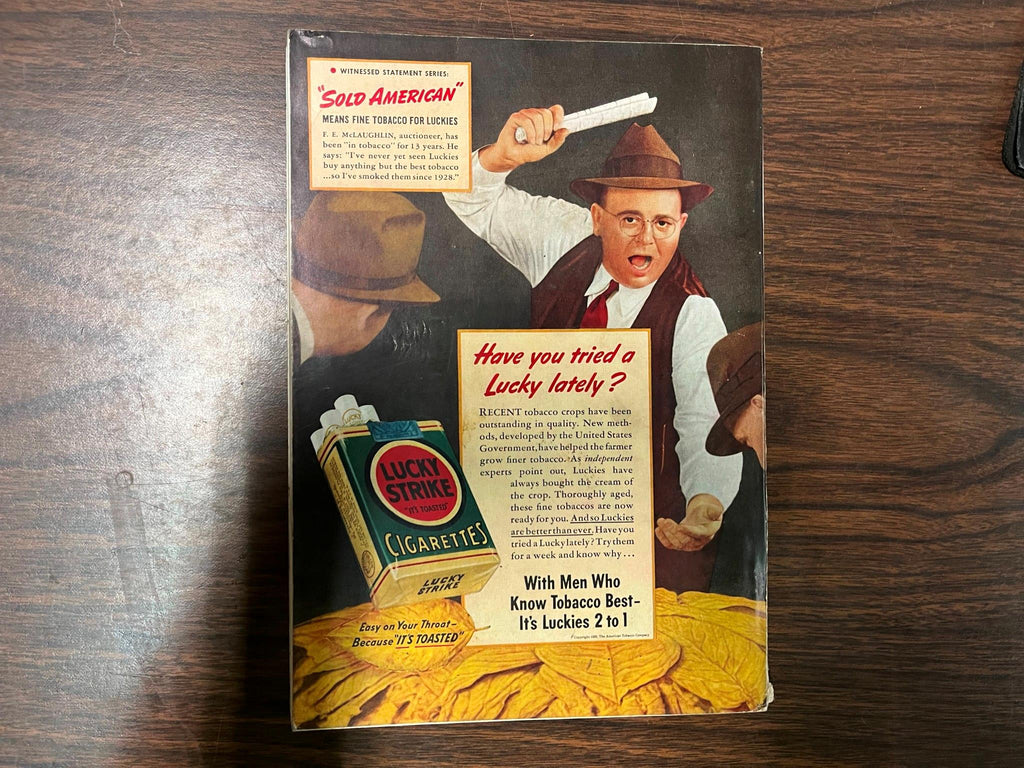 • WITNESSED STATEMENT SERIES:
"SOLD AMERICAN"
MEANS FINE TOBACCO FOR LUCKIES
F. E. McLAUGHLIN, auctioneer, has
been "in tobacco" for 13 years. He
says: "I've never yet seen Luckies
buy anything but the best tobacco
...so I've smoked them since 1928."
Have you tried a
Lucky lately?
RECENT tobacco crops have been
outstanding in quality. New meth-
ods, developed by the United States
Government, have helped the farmer
grow finer tobacco. As independent
experts point out, Luckies have
always bought the cream of
the crop. Thoroughly aged,
these fine tobaccos are now
ready for you. And so Luckies
are better than ever. Have you
tried a Lucky lately? Try them
for a week and know why...
With Men Who
Know Tobacco Best-
It's Luckies 2 to 1
LUCKY
STRIKE
"IT'S TOASTED"
CIGARETTES
LUCKY
STRIKE
Easy on Your Throat-
Because "IT'S TOASTED"
The American Tobacco Company